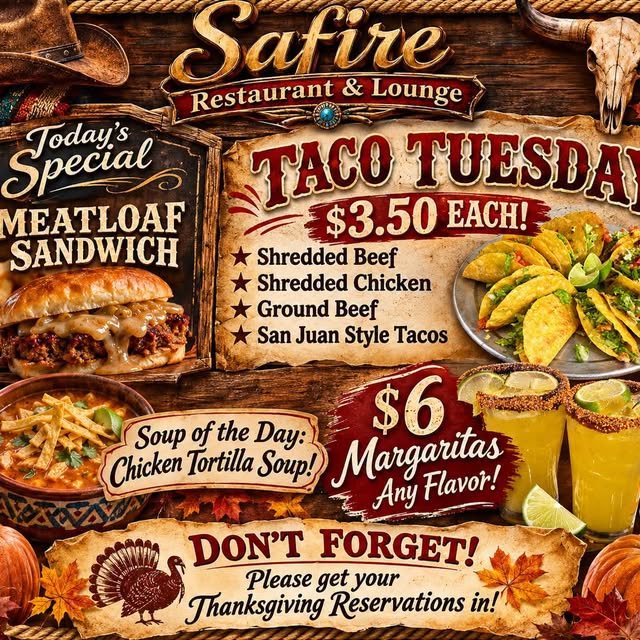 Safire
Restaurant & Lounge
Today's
Special
MEATLOAF
SANDWICH
TACO TUESDA
$3.50 EACH!
★ Shredded Beef
★ Shredded Chicken
★ Ground Beef
★ San Juan Style Tacos
Soup of the Day:
Chicken Tortilla Soup!
$6
Margaritas
Any Flavor!
DON'T FORGET!
Please get your
Thanksgiving Reservations in!